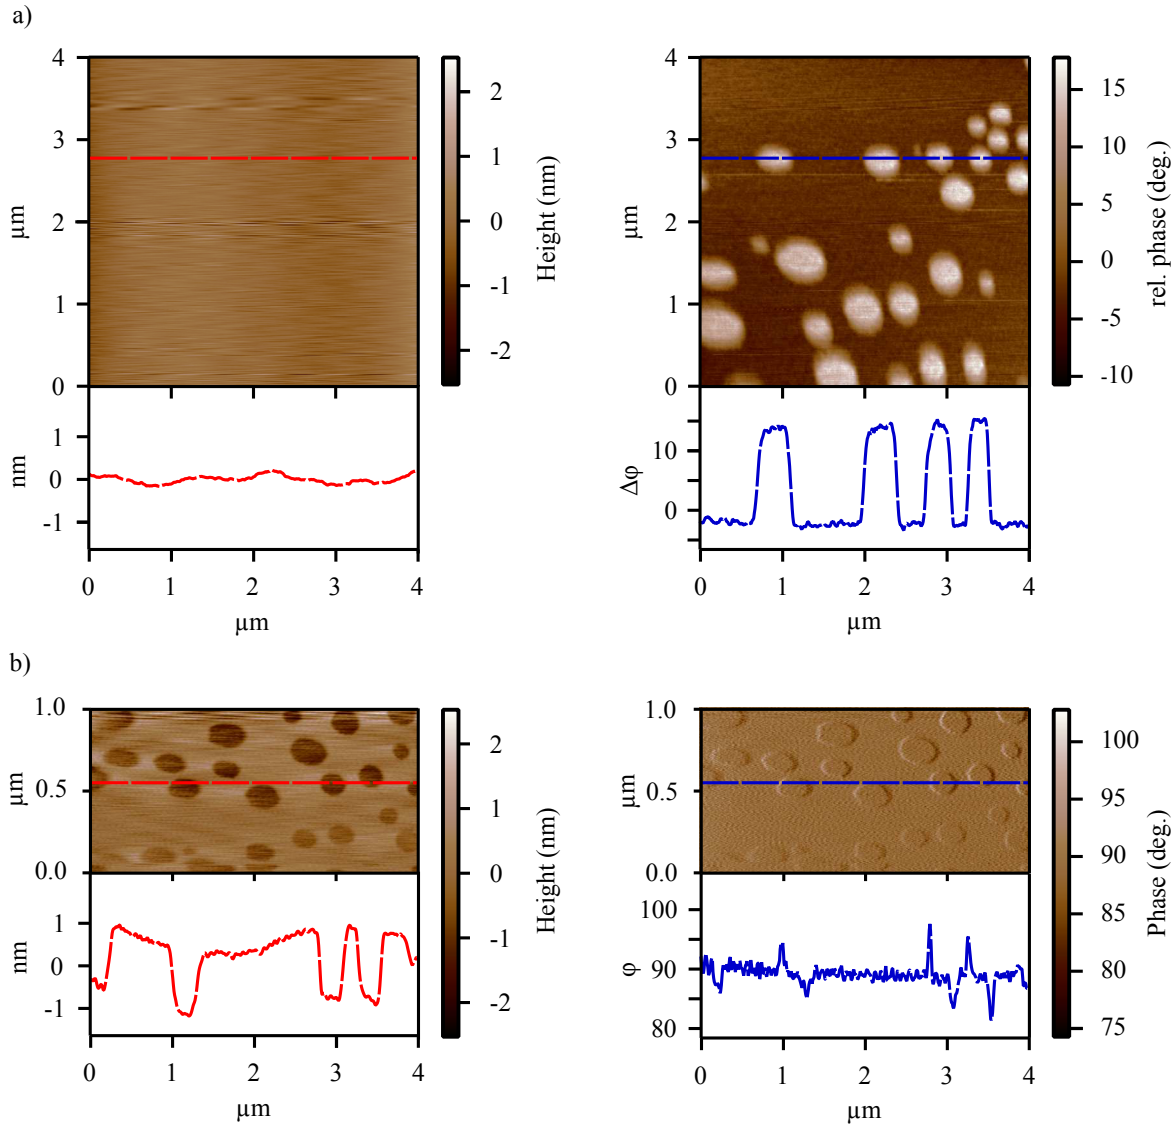 a)
4
3
2
1
0
µm
2
1
0
-1
-2
Height (nm)
1
0
-1
nm
0 1 2 3 4
µm
4
3
2
1
0
µm
15
10
5
0
-5
-10
rel. phase (deg.)
10
0
Δφ
0 1 2 3 4
µm
b)
1.0
0.5
0.0
µm
2
1
0
-1
-2
Height (nm)
1
0
-1
nm
0 1 2 3 4
µm
1.0
0.5
0.0
µm
100
95
90
85
80
75
Phase (deg.)
100
90
80
φ
0 1 2 3 4
µm